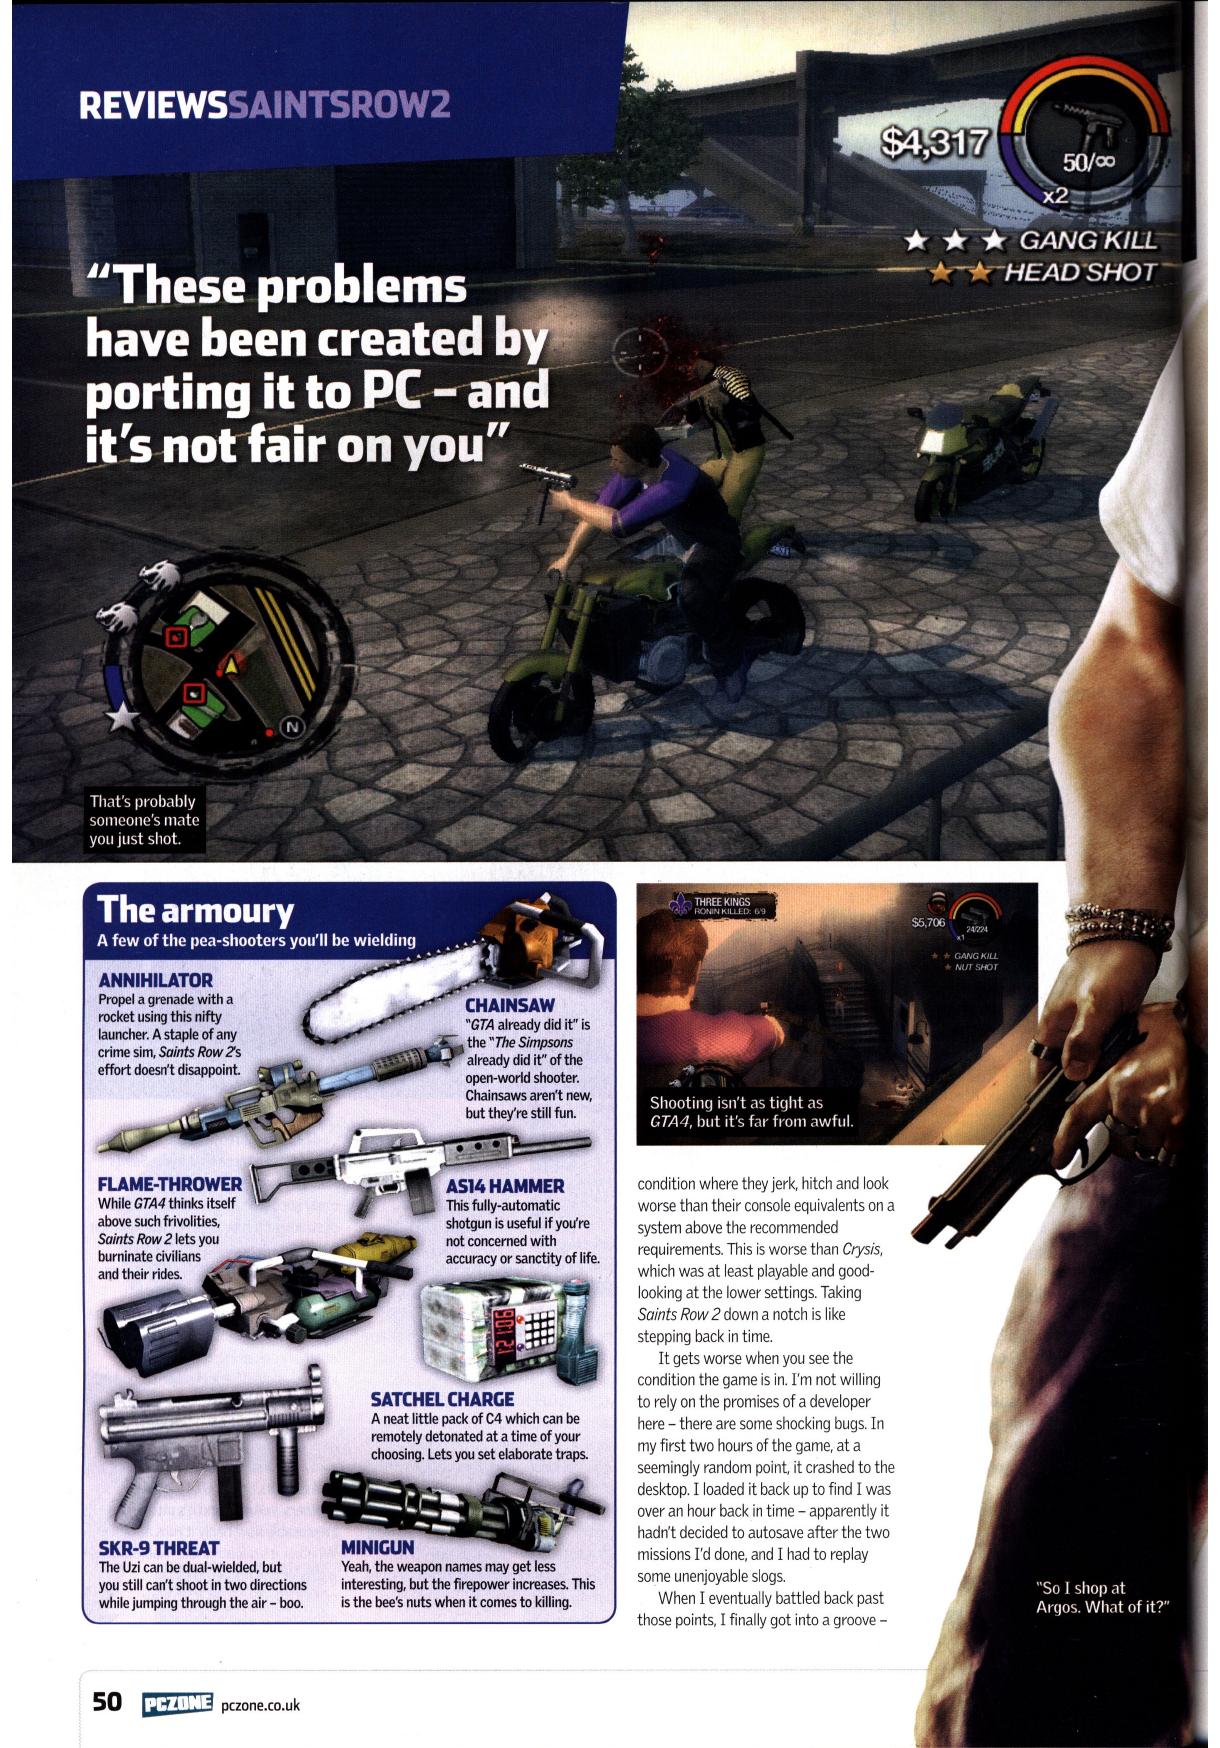 REVIEWSSAINTSROW2
$4,317
50/∞
x2
GANG KILL
HEAD SHOT
“These problems
have been created by
porting it to PC – and
it’s not fair on you”
N
That’s probably
someone’s mate
you just shot.
The armoury
A few of the pea-shooters you’ll be wielding
ANNIHILATOR
Propel a grenade with a
rocket using this nifty
launcher. A staple of any
crime sim, Saints Row 2’s
effort doesn’t disappoint.
CHAINSAW
“GTA already did it” is
the “The Simpsons
already did it” of the
open-world shooter.
Chainsaws aren’t new,
but they’re still fun.
FLAME-THROWER
While GTA4 thinks itself
above such frivolities,
Saints Row 2 lets you
burninate civilians
and their rides.
AS14 HAMMER
This fully-automatic
shotgun is useful if you’re
not concerned with
accuracy or sanctity of life.
SATCHEL CHARGE
A neat little pack of C4 which can be
remotely detonated at a time of your
choosing. Lets you set elaborate traps.
SKR-9 THREAT
The Uzi can be dual-wielded, but
you still can’t shoot in two directions
while jumping through the air – boo.
MINIGUN
Yeah, the weapon names may get less
interesting, but the firepower increases. This
is the bee’s nuts when it comes to killing.
THREE KINGS
RONIN KILLED: 6/9
$5,706
24/224
x1
GANG KILL
NUT SHOT
Shooting isn’t as tight as
GTA4, but it’s far from awful.
condition where they jerk, hitch and look
worse than their console equivalents on a
system above the recommended
requirements. This is worse than Crysis,
which was at least playable and good-
looking at the lower settings. Taking
Saints Row 2 down a notch is like
stepping back in time.
It gets worse when you see the
condition the game is in. I’m not willing
to rely on the promises of a developer
here – there are some shocking bugs. In
my first two hours of the game, at a
seemingly random point, it crashed to the
desktop. I loaded it back up to find I was
over an hour back in time – apparently it
hadn’t decided to autosave after the two
missions I’d done, and I had to replay
some unenjoyable slogs.
When I eventually battled back past
those points, I finally got into a groove –
“So I shop at
Argos. What of it?”
50 PCZONE pczone.co.uk